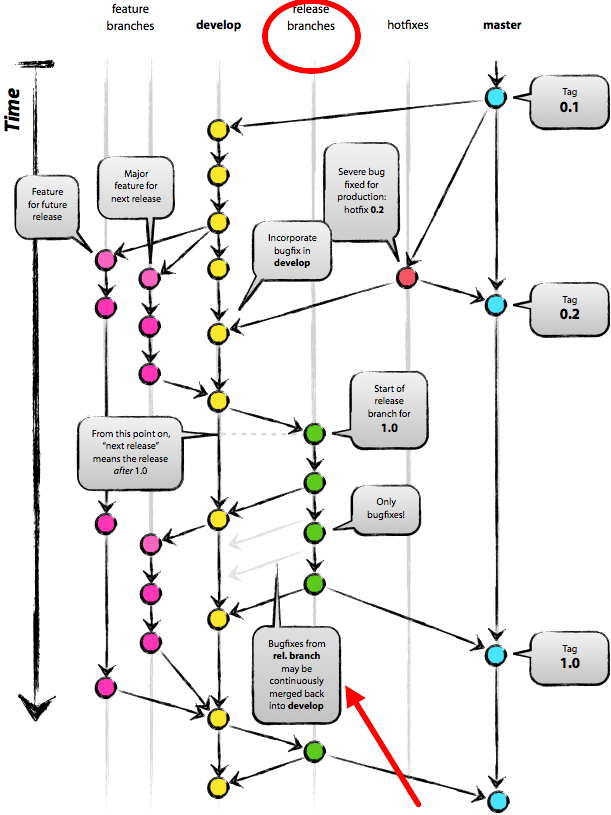 feature
branches
develop
release
branches
hotfixes
master
Time
Tag
0.1
Severe bug
fixed for
production:
hotfix 0.2
Major
feature for
next release
Feature
for future
release
Incorporate
bugfix in
develop
Tag
0.2
Start of
release
branch for
1.0
From this point on,
“next release”
means the release
after 1.0
Only
bugfixes!
Bugfixes from
rel. branch
may be
continuously
merged back
into develop
Tag
1.0